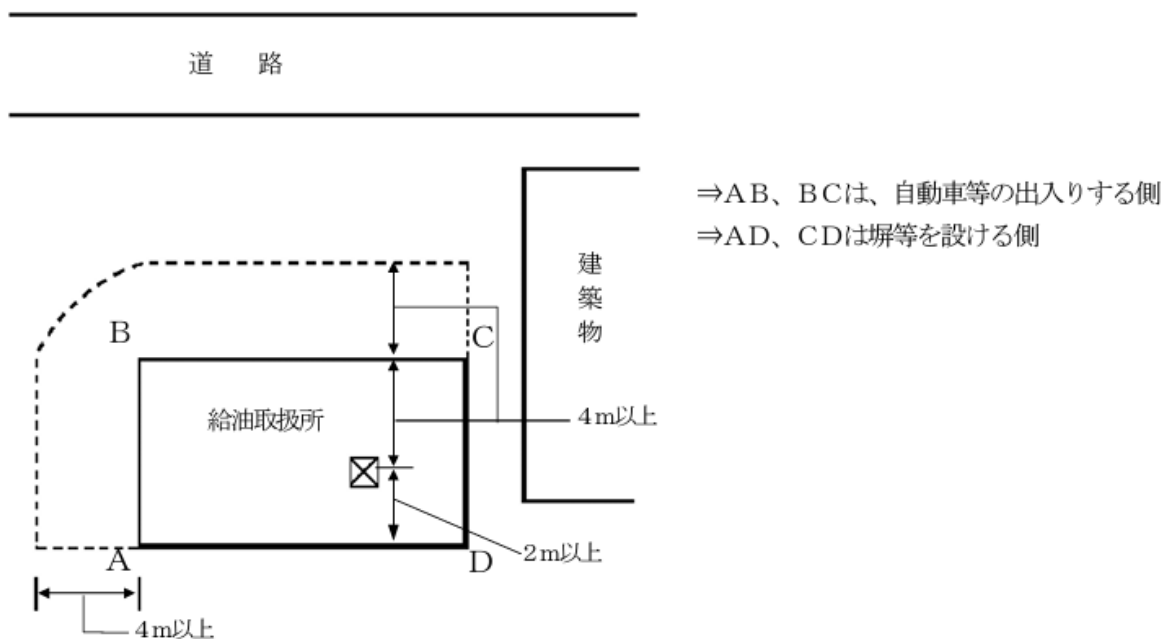 道　路
⇒ＡＢ、ＢＣは、自動車等の出入りする側
⇒ＡＤ、ＣＤは塀等を設ける側
建築物
Ｂ
Ｃ
給油取扱所
４ｍ以上
２ｍ以上
Ａ
Ｄ
４ｍ以上